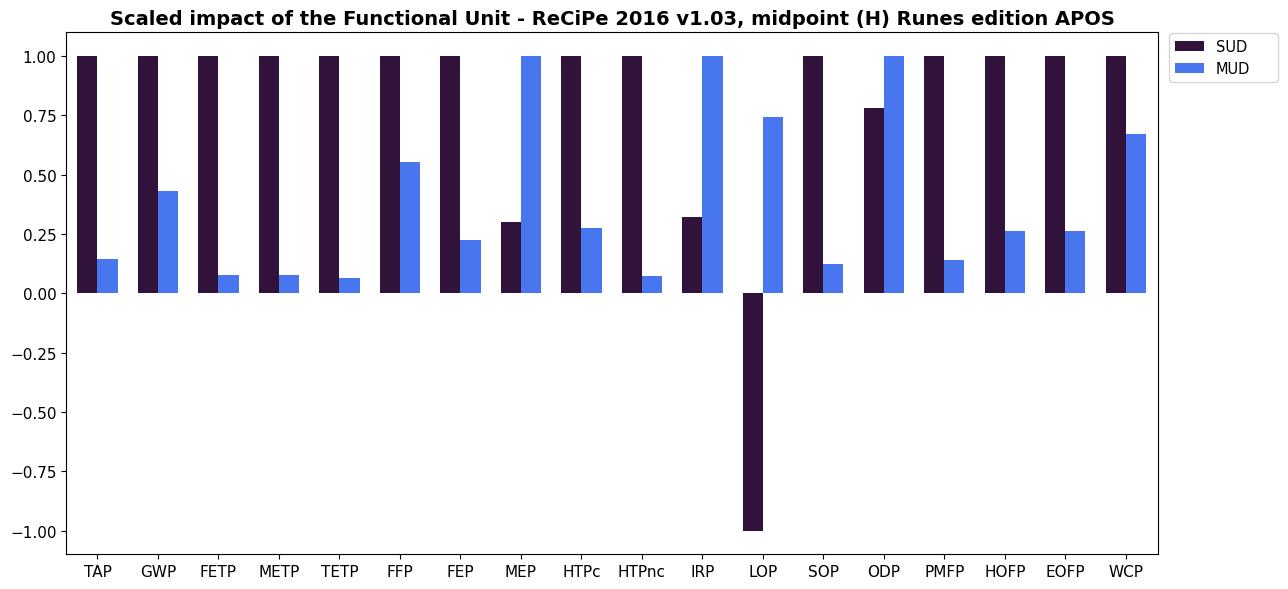 Scaled impact of the Functional Unit - ReCiPe 2016 v1.03, midpoint (H) Runes edition APOS
SUD
MUD
1.00
0.75
0.50
0.25
0.00
−0.25
−0.50
−0.75
−1.00
TAP GWP FETP METP TETP FFP FEP MEP HTPc HTPnc IRP LOP SOP ODP PMFP HOFP EOFP WCP